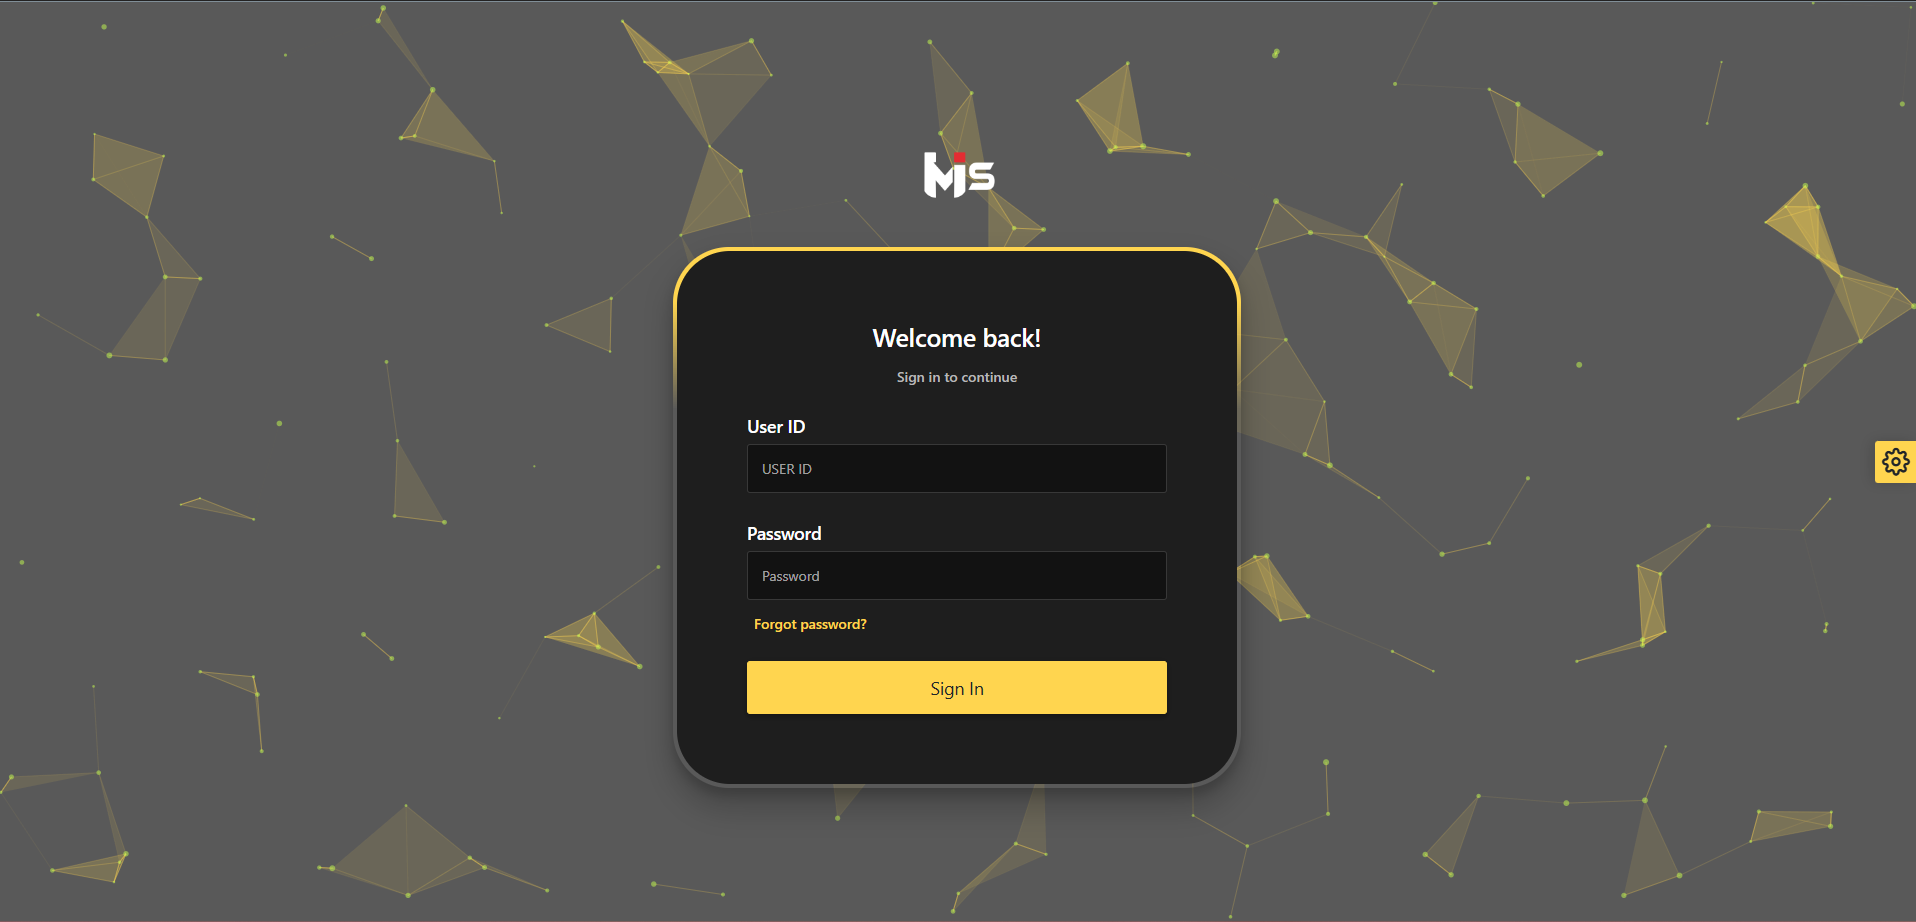 MIS
Welcome back!
Sign in to continue
User ID
USER ID
Password
Password
Forgot password?
Sign In